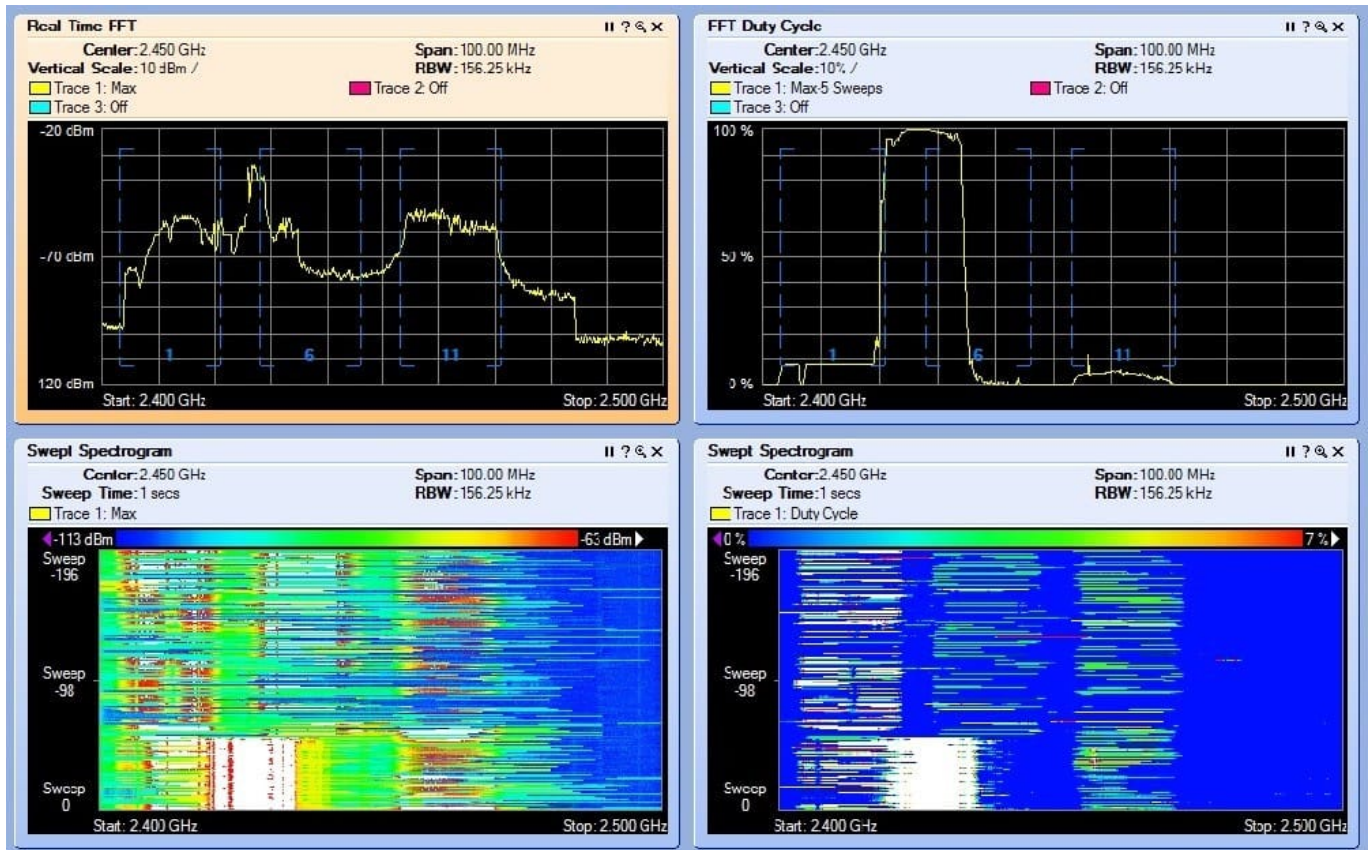 Real Time FFT
Center: 2.450 GHz Span: 100.00 MHz
Vertical Scale: 10 dBm / RBW: 156.25 kHz
Trace 1: Max Trace 2: Off
Trace 3: Off
-20 dBm
-70 dBm
120 dBm
1 6 11
Start: 2.400 GHz Stop: 2.500 GHz
FFT Duty Cycle
Center: 2.450 GHz Span: 100.00 MHz
Vertical Scale: 10% / RBW: 156.25 kHz
Trace 1: Max-5 Sweeps Trace 2: Off
Trace 3: Off
100 %
50 %
0 %
1 6 11
Start: 2.400 GHz Stop: 2.500 GHz
Swept Spectrogram
Center: 2.450 GHz Span: 100.00 MHz
Sweep Time: 1 secs RBW: 156.25 kHz
Trace 1: Max
-113 dBm -63 dBm
Sweep
-196
Sweep
-98
Sweep
0
Start: 2.400 GHz Stop: 2.500 GHz
Swept Spectrogram
Center: 2.450 GHz Span: 100.00 MHz
Sweep Time: 1 secs RBW: 156.25 kHz
Trace 1: Duty Cycle
0 % 7 %
Sweep
-196
Sweep
-98
Sweep
0
Start: 2.400 GHz Stop: 2.500 GHz